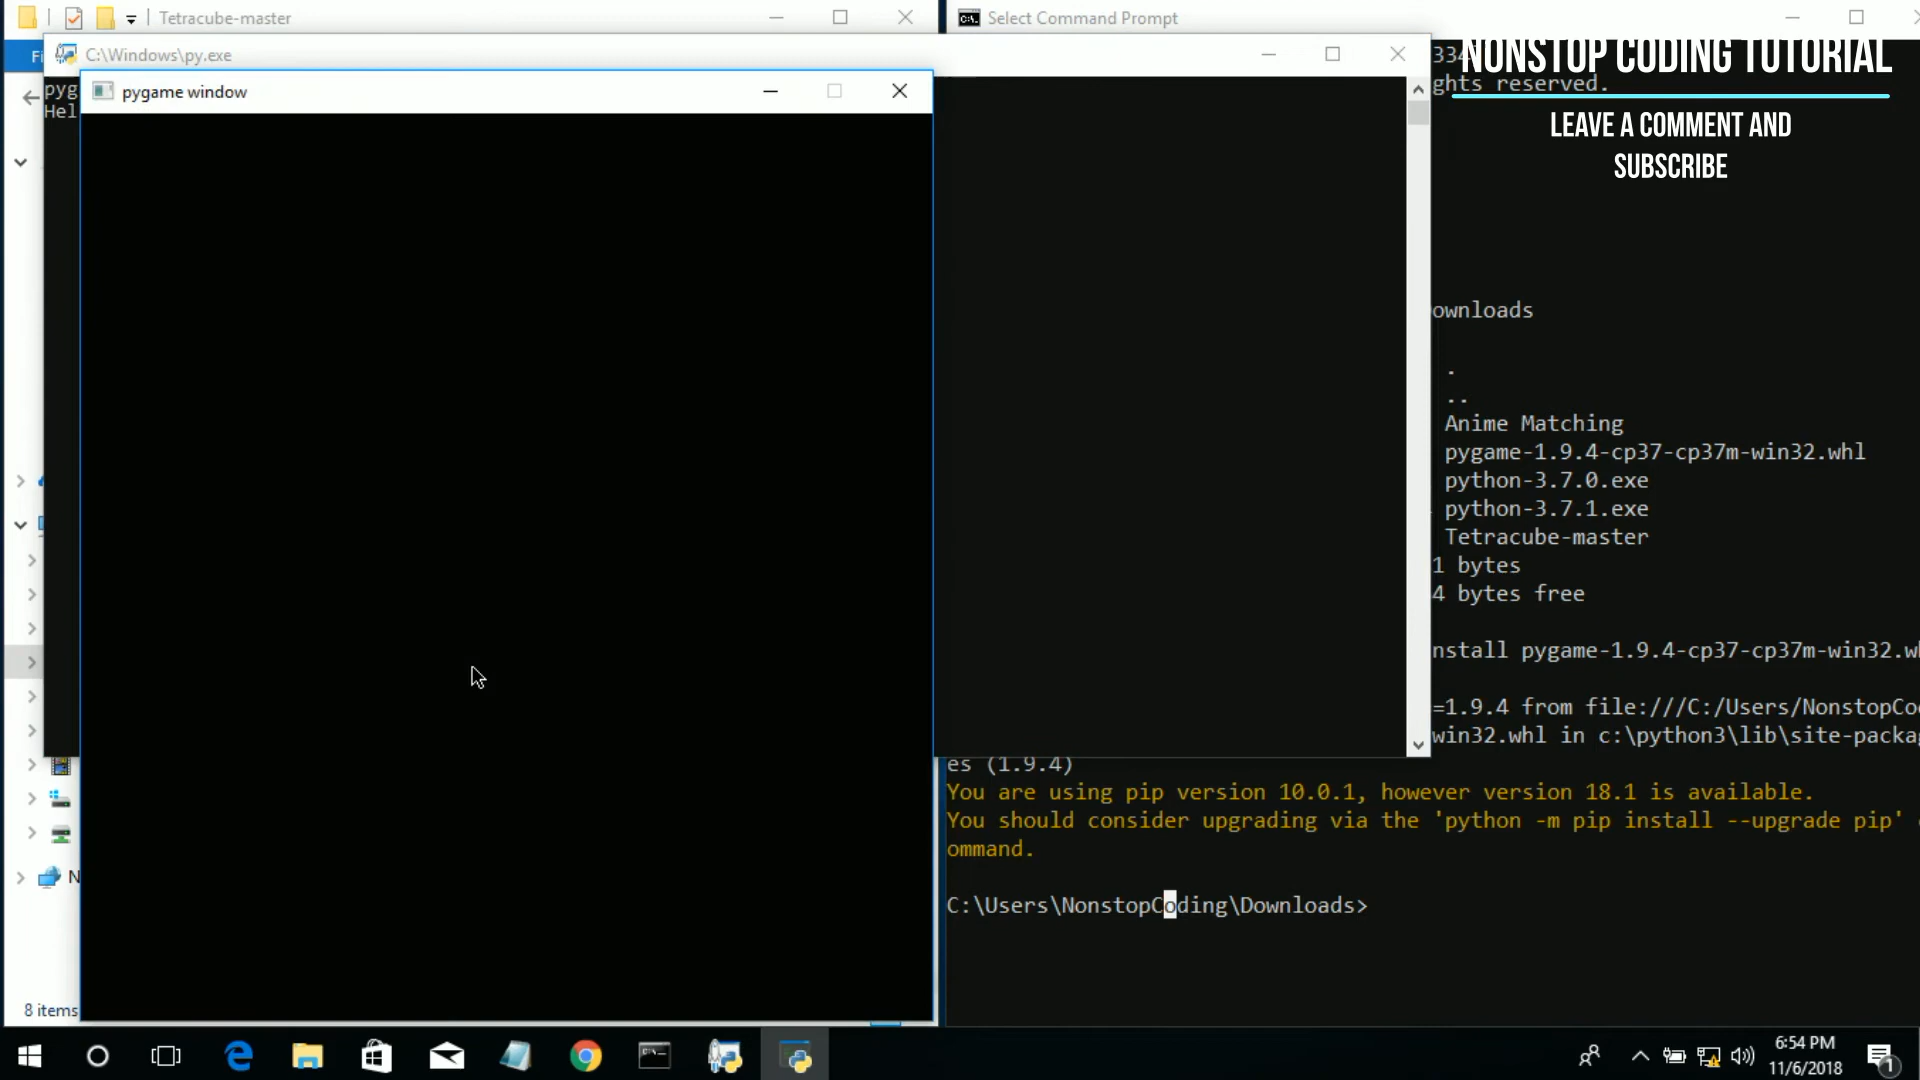 Tetracube-master
Select Command Prompt
C:\Windows\py.exe
334
NONSTOP CODING TUTORIAL
pyg
pygame window
ghts reserved.
Hel
LEAVE A COMMENT AND
SUBSCRIBE
ownloads
.
..
Anime Matching
pygame-1.9.4-cp37-cp37m-win32.whl
python-3.7.0.exe
python-3.7.1.exe
Tetracube-master
1 bytes
4 bytes free
nstall pygame-1.9.4-cp37-cp37m-win32.wh
=1.9.4 from file:///C:/Users/NonstopCo
win32.whl in c:\python3\lib\site-packag
es (1.9.4)
You are using pip version 10.0.1, however version 18.1 is available.
You should consider upgrading via the 'python -m pip install --upgrade pip' c
ommand.
N
C:\Users\NonstopCoding\Downloads>
8 items
6:54 PM
11/6/2018
1